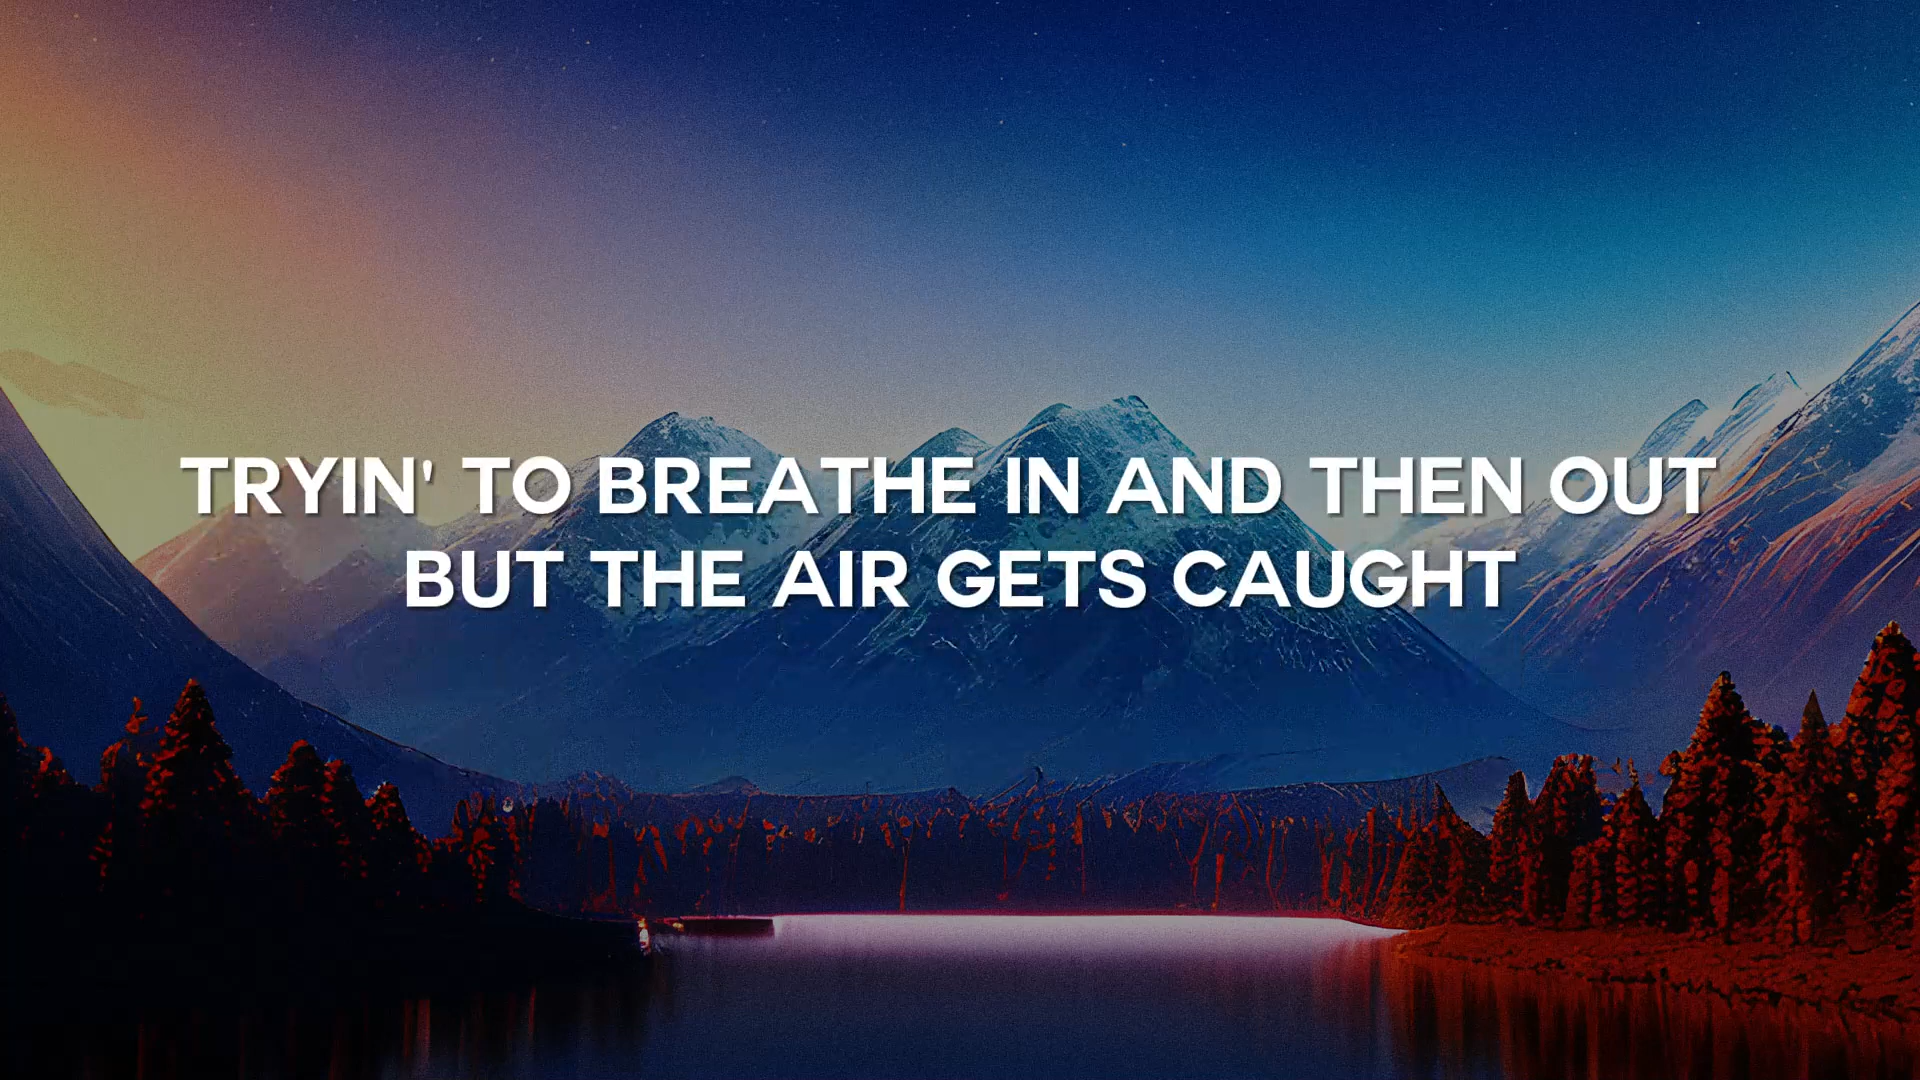 TRYIN' TO BREATHE IN AND THEN OUT
BUT THE AIR GETS CAUGHT